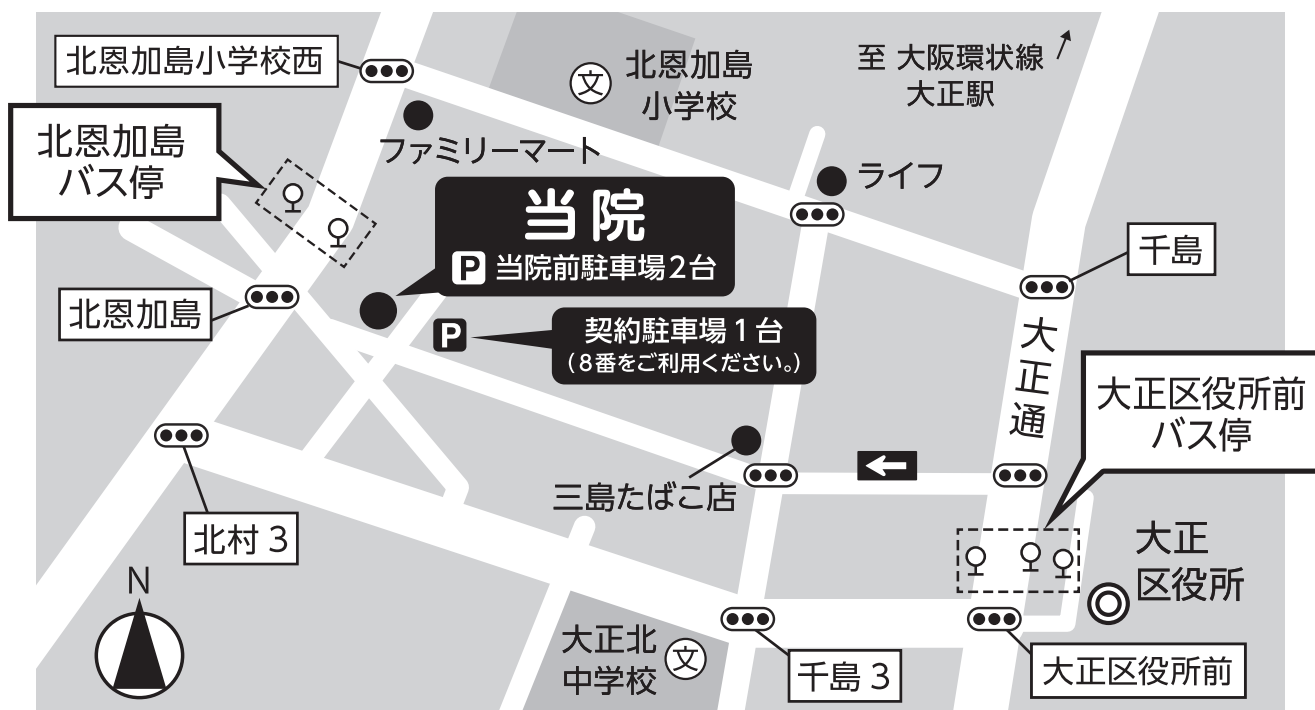 北恩加島小学校西
北恩加島
小学校
至 大阪環状線
大正駅
北恩加島
バス停
ファミリーマート
ライフ
当院
P 当院前駐車場2台
千島
北恩加島
P
契約駐車場1台
（8番をご利用ください。）
大正通
大正区役所前
バス停
三島たばこ店
北村3
大正
区役所
N
大正北
中学校
文
文
千島3
大正区役所前